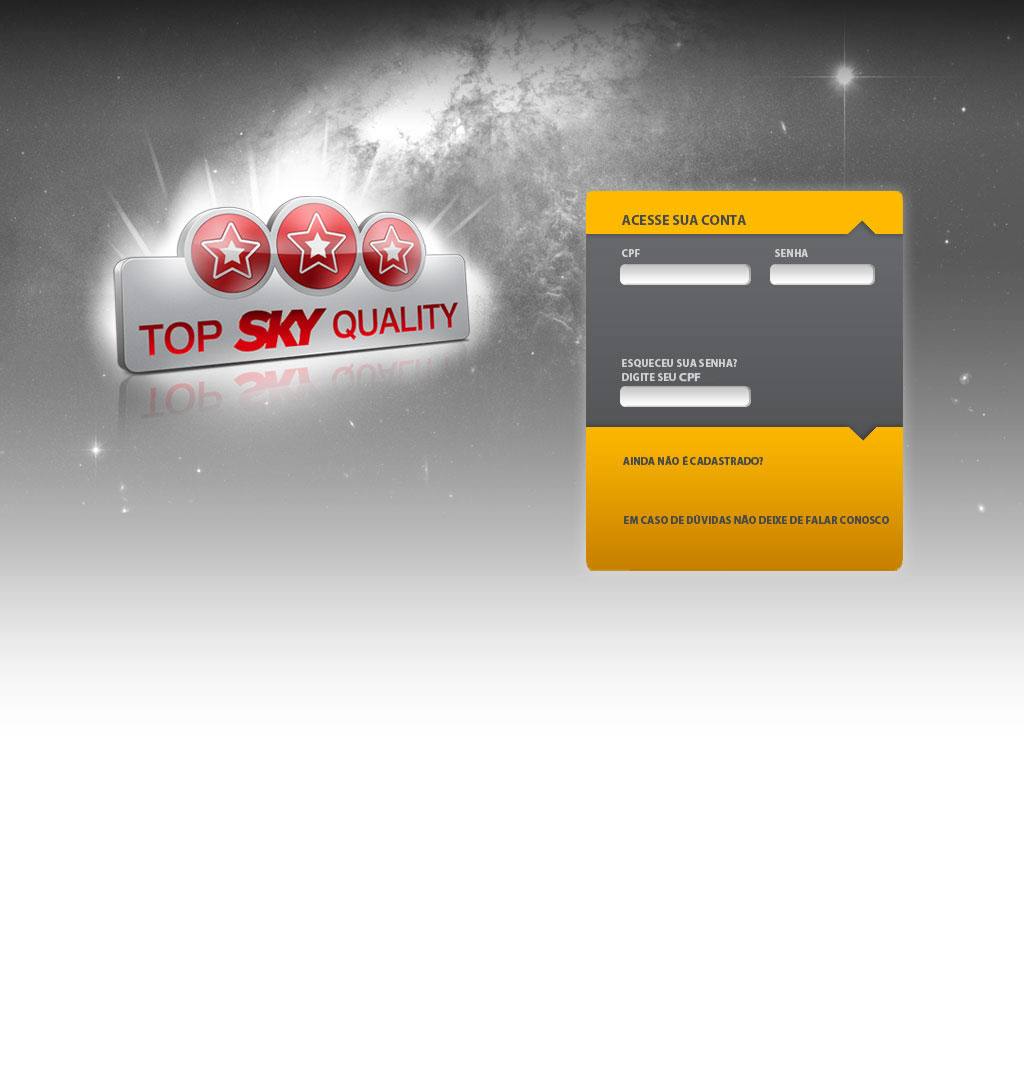 TOP SKY QUALITY
ACESSE SUA CONTA
CPF SENHA
ESQUECEU SUA SENHA?
DIGITE SEU CPF
AINDA NÃO É CADASTRADO?
EM CASO DE DÚVIDAS NÃO DEIXE DE FALAR CONOSCO